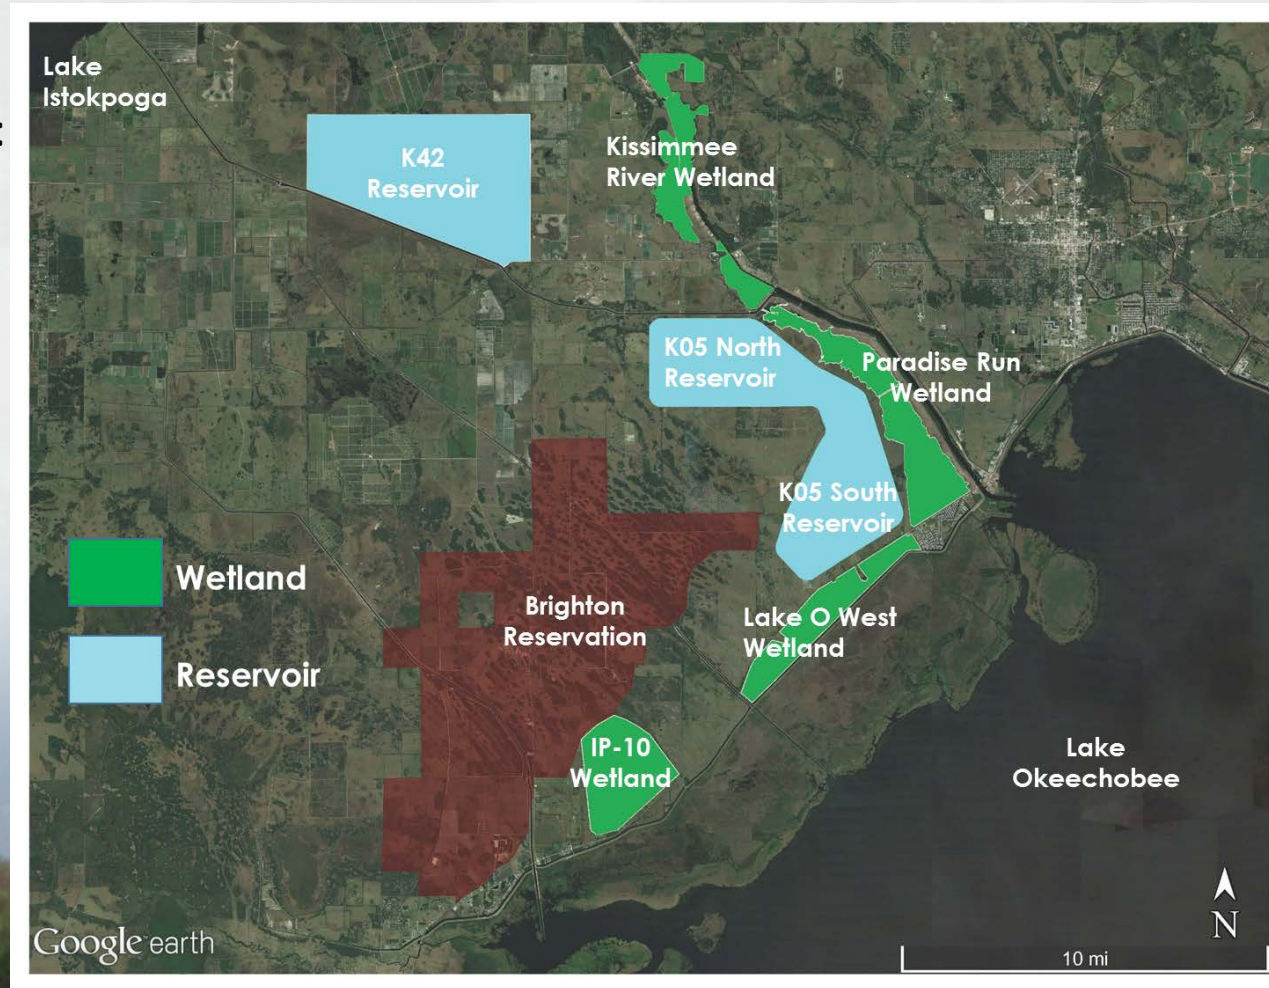 :
Lake
Istokpoga
K42
Reservoir
Kissimmee
River Wetland
K05 North
Reservoir
Paradise Run
Wetland
K05 South
Reservoir
Wetland
Reservoir
Brighton
Reservation
Lake O West
Wetland
IP-10
Wetland
Lake
Okeechobee
N
Google earth
10 mi